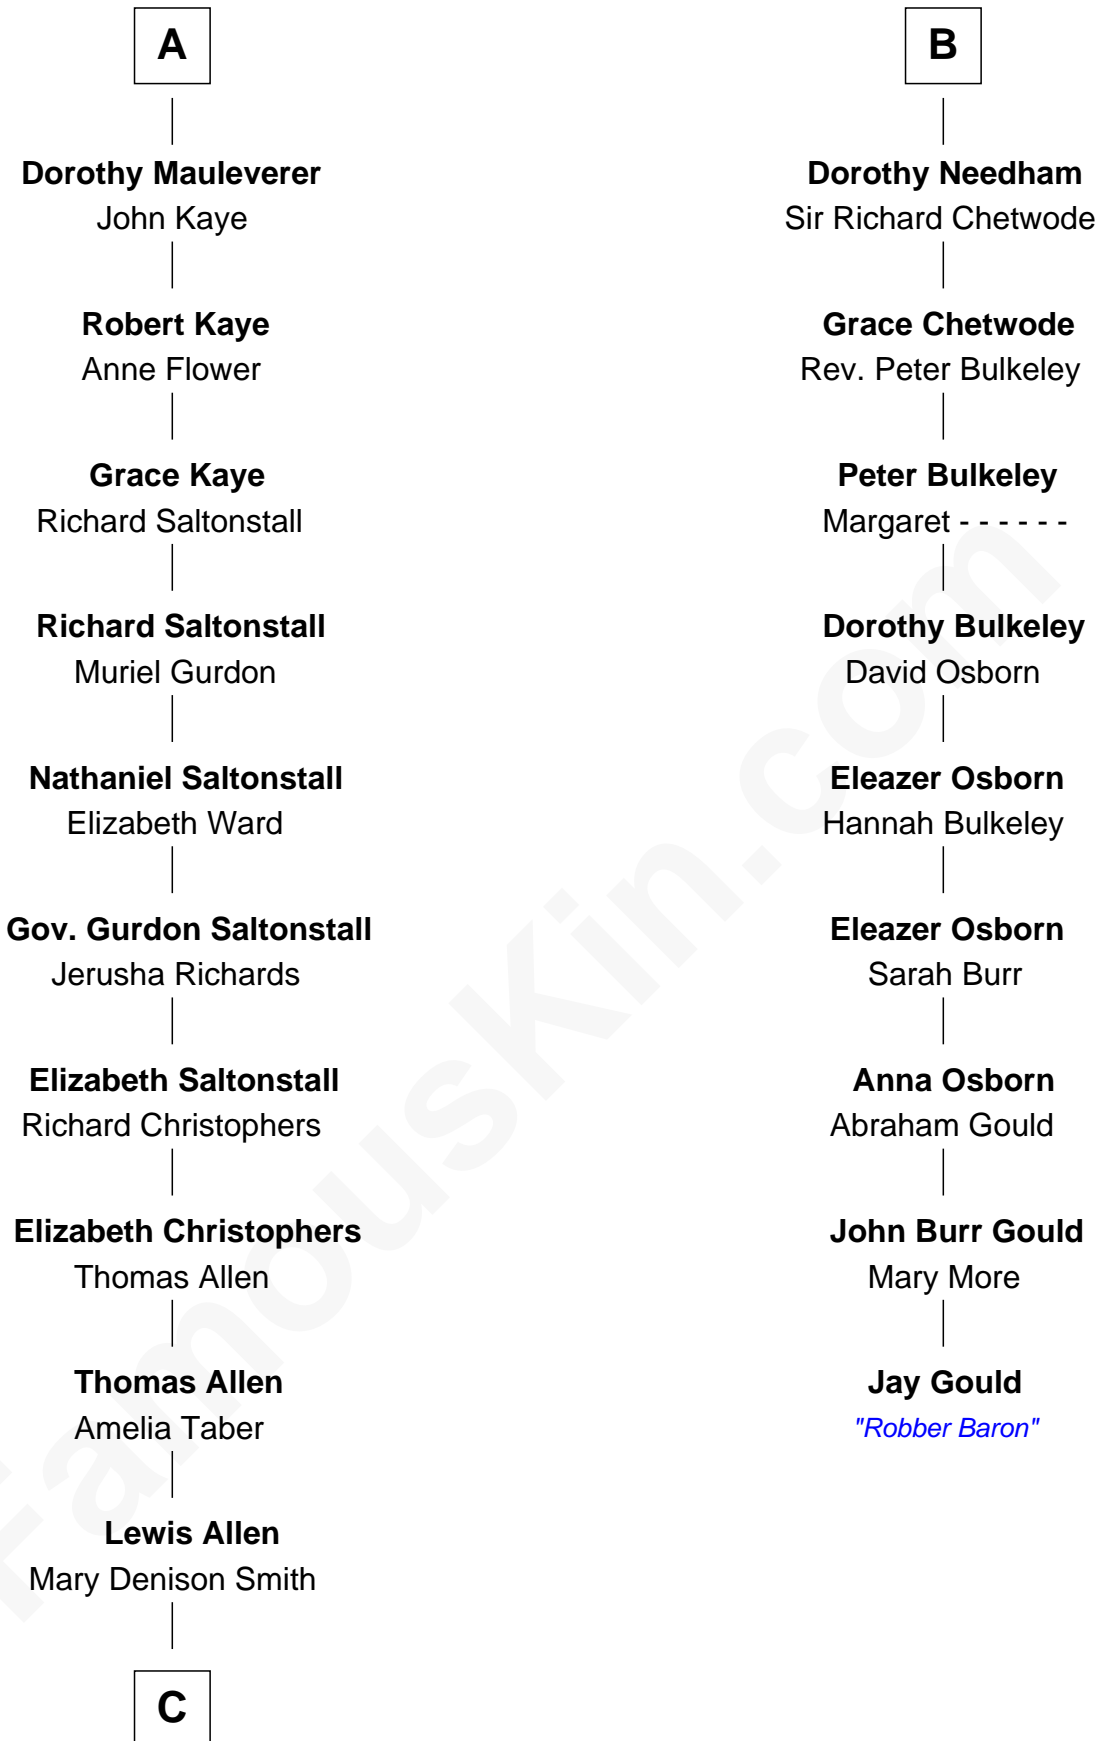 A
Dorothy Mauleverer
John Kaye
Robert Kaye
Anne Flower
Grace Kaye
Richard Saltonstall
Richard Saltonstall
Muriel Gurdon
Nathaniel Saltonstall
Elizabeth Ward
Gov. Gurdon Saltonstall
Jerusha Richards
Elizabeth Saltonstall
Richard Christophers
Elizabeth Christophers
Thomas Allen
Thomas Allen
Amelia Taber
Lewis Allen
Mary Denison Smith
C
B
Dorothy Needham
Sir Richard Chetwode
Grace Chetwode
Rev. Peter Bulkeley
Peter Bulkeley
Margaret - - - - - -
Dorothy Bulkeley
David Osborn
Eleazer Osborn
Hannah Bulkeley
Eleazer Osborn
Sarah Burr
Anna Osborn
Abraham Gould
John Burr Gould
Mary More
Jay Gould
"Robber Baron"
FamousKin.com